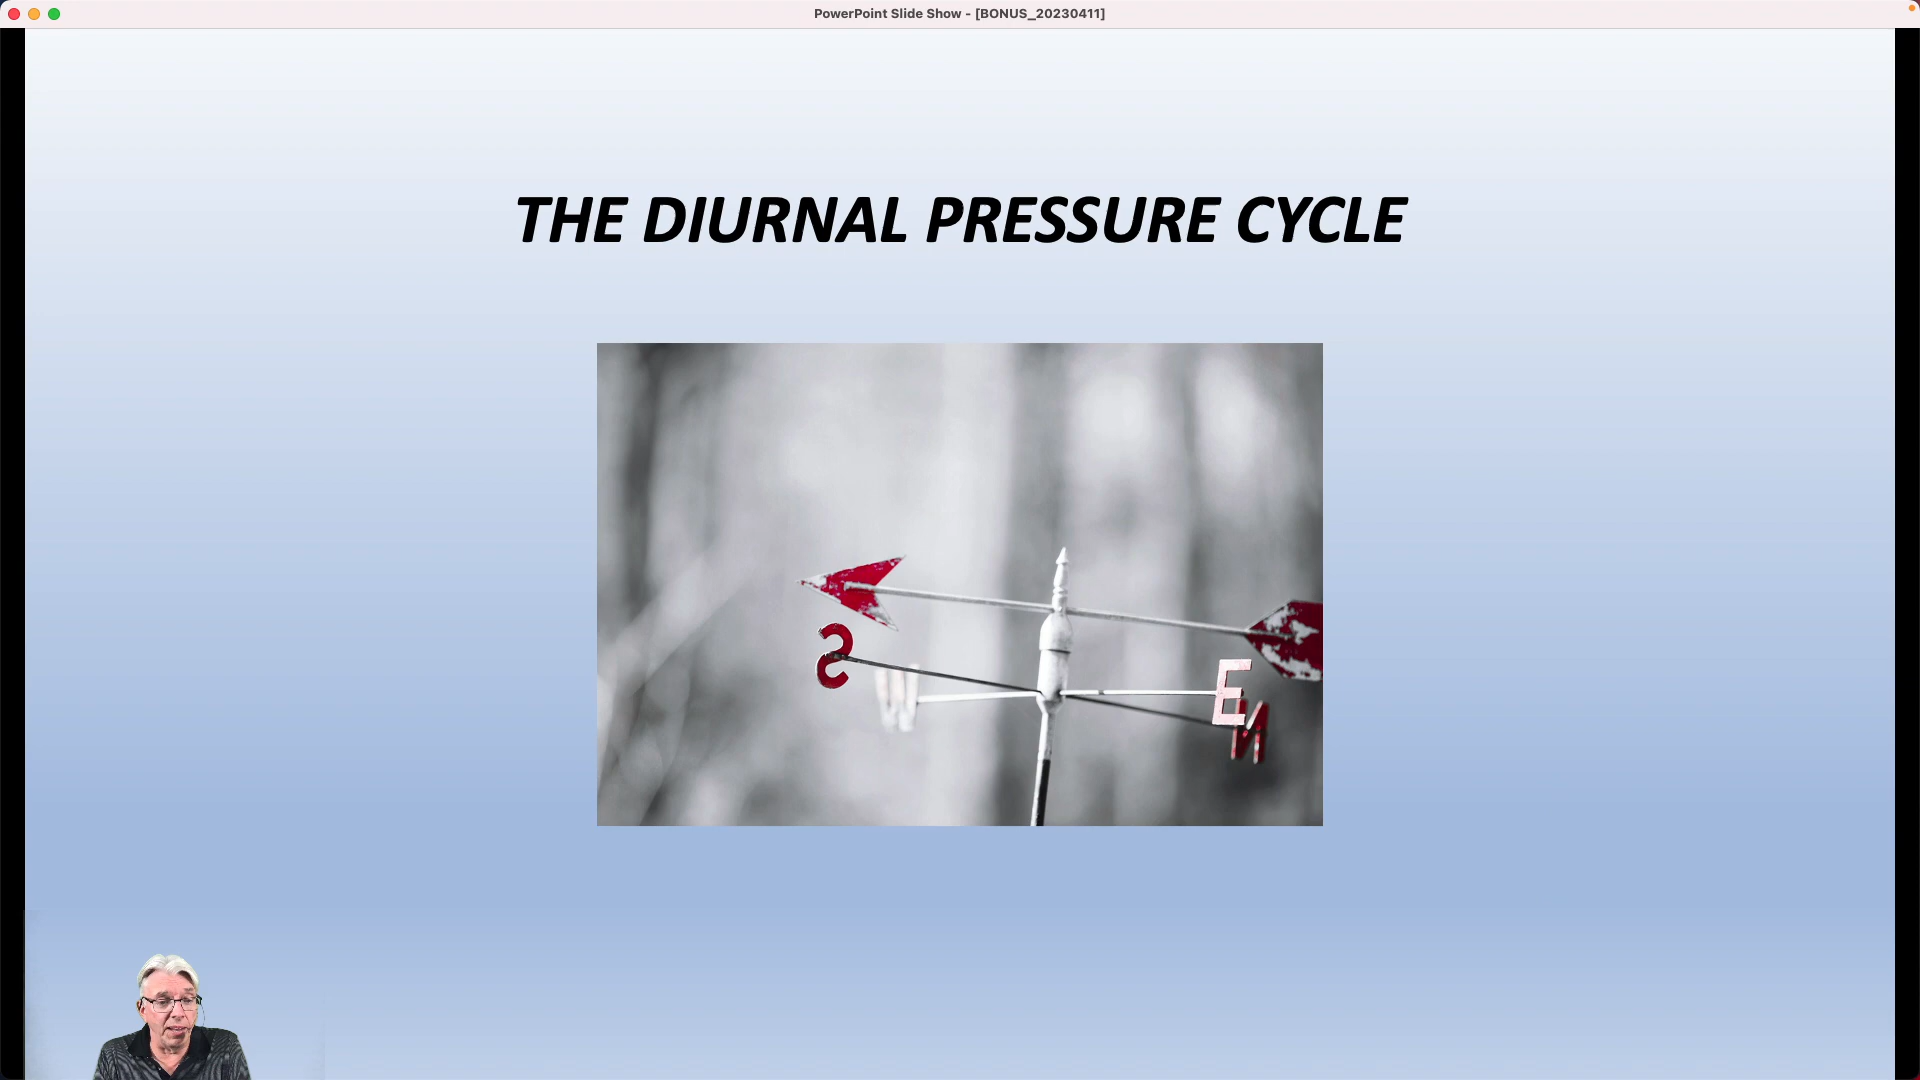 PowerPoint Slide Show - [BONUS_20230411]
THE DIURNAL PRESSURE CYCLE
S
W
E
N